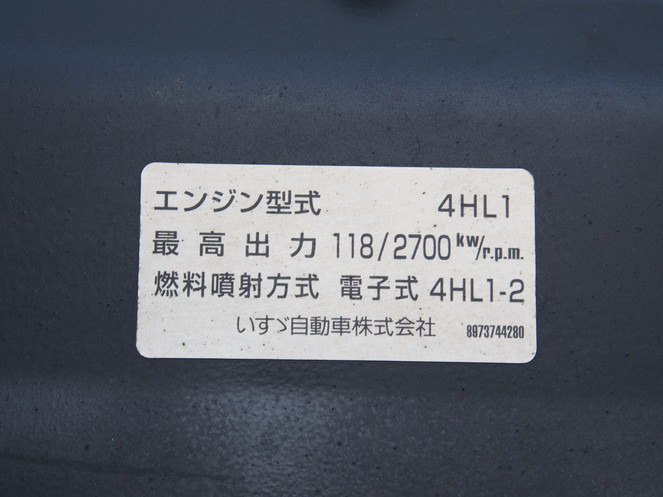 エンジン型式 4HL1
最高出力 118/2700 kw/r.p.m.
燃料噴射方式 電子式 4HL1-2
いすゞ自動車株式会社 8973744280